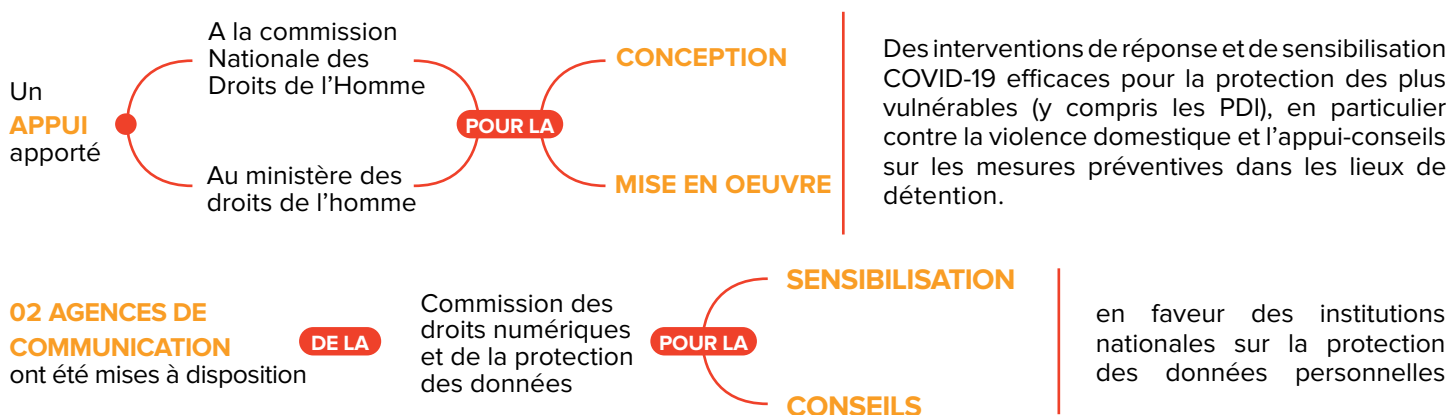 Un
APPUI
apporté
A la commission
Nationale des
Droits de l'Homme
Au ministère des
droits de l'homme
POUR LA
CONCEPTION
MISE EN OEUVRE
Des interventions de réponse et de sensibilisation
COVID-19 efficaces pour la protection des plus
vulnérables (y compris les PDI), en particulier
contre la violence domestique et l'appui-conseils
sur les mesures préventives dans les lieux de
détention.
02 AGENCES DE
COMMUNICATION
ont été mises à disposition
DE LA
Commission des
droits numériques
et de la protection
des données
POUR LA
SENSIBILISATION
CONSEILS
en faveur des institutions
nationales sur la protection
des données personnelles